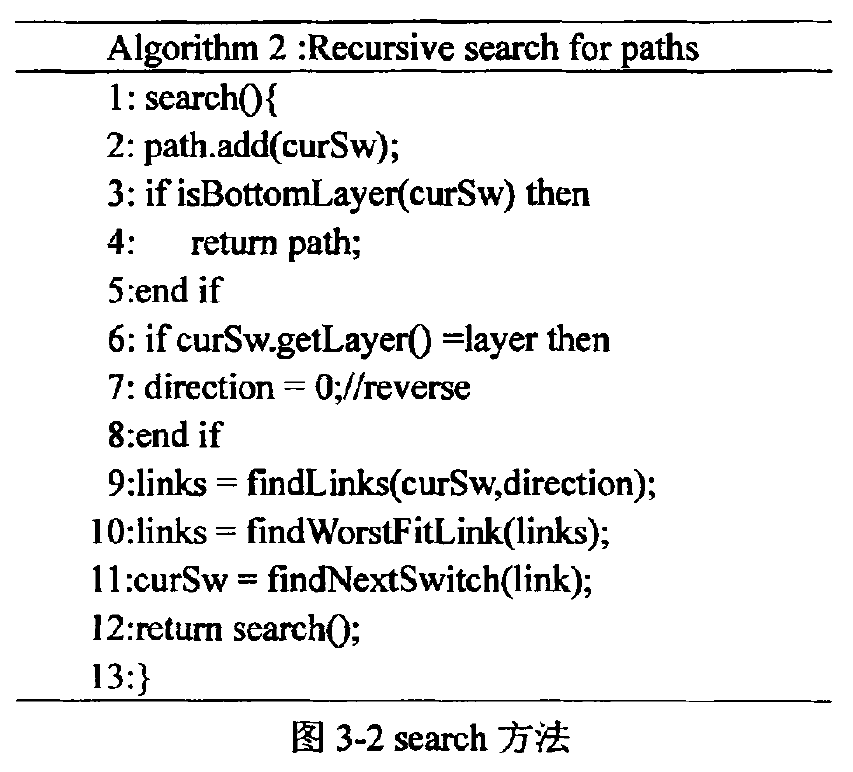 Algorithm 2 :Recursive search for paths
1: search(){
2: path.add(curSw);
3: if isBottomLayer(curSw) then
4: return path;
5:end if
6: if curSw.getLayer() =layer then
7: direction = 0;//reverse
8:end if
9:links = findLinks(curSw,direction);
10:links = findWorstFitLink(links);
11:curSw = findNextSwitch(link);
12:return search();
13:}
图 3-2 search 方法